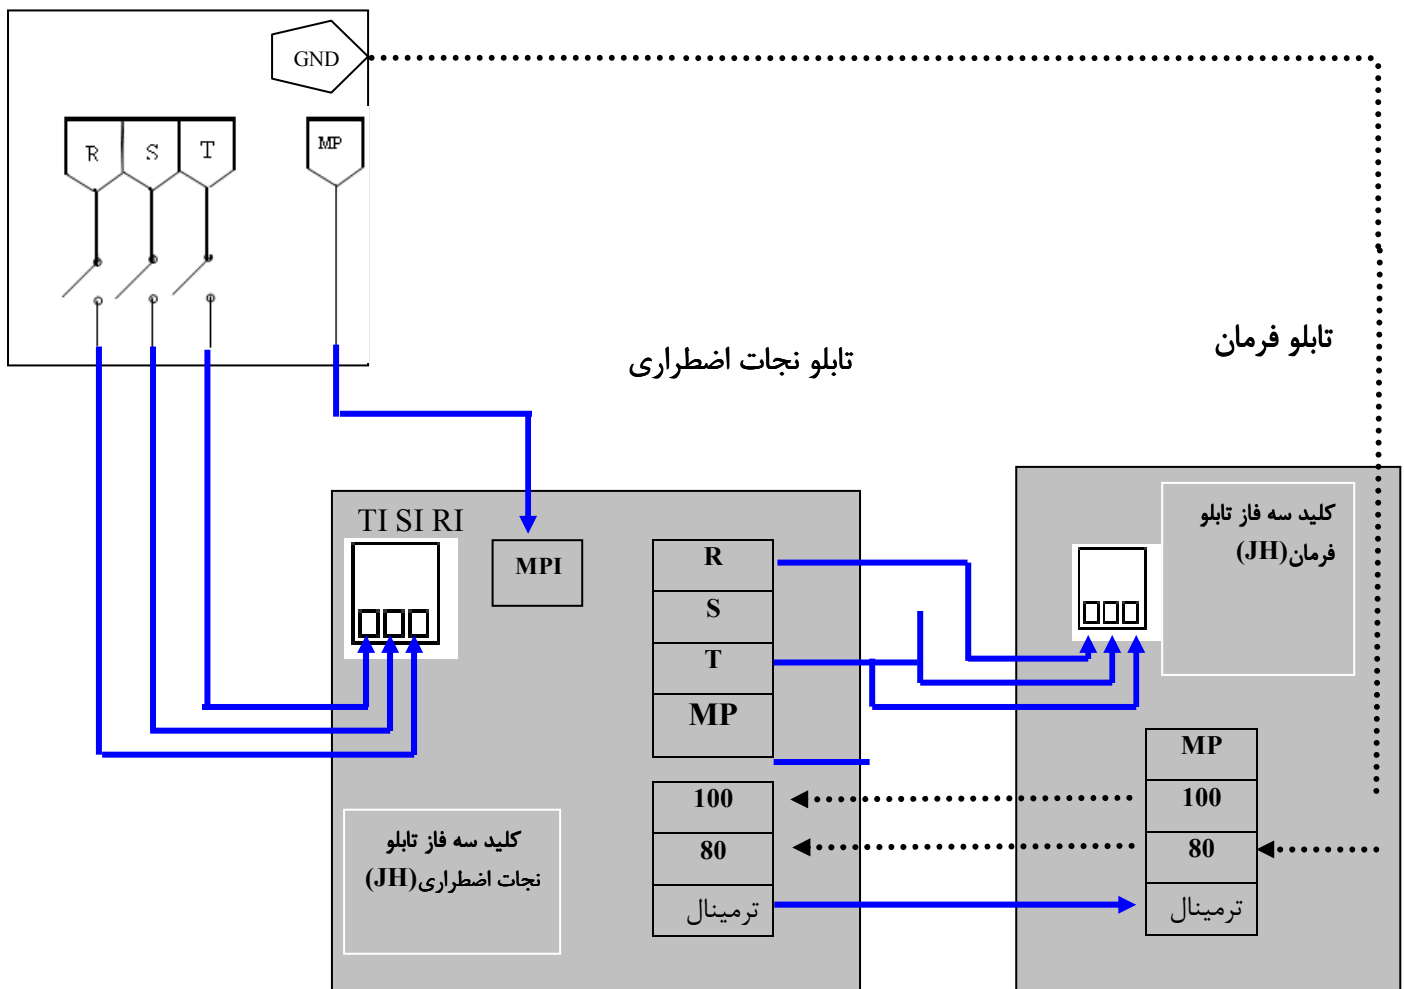 GND
R S T MP
تابلو فرمان
تابلو نجات اضطراری
TI SI RI
MPI
R
S
T
MP
100
80
ترمینال
کلید سه فاز تابلو
نجات اضطراری(JH)
کلید سه فاز تابلو
فرمان(JH)
MP
100
80
ترمینال